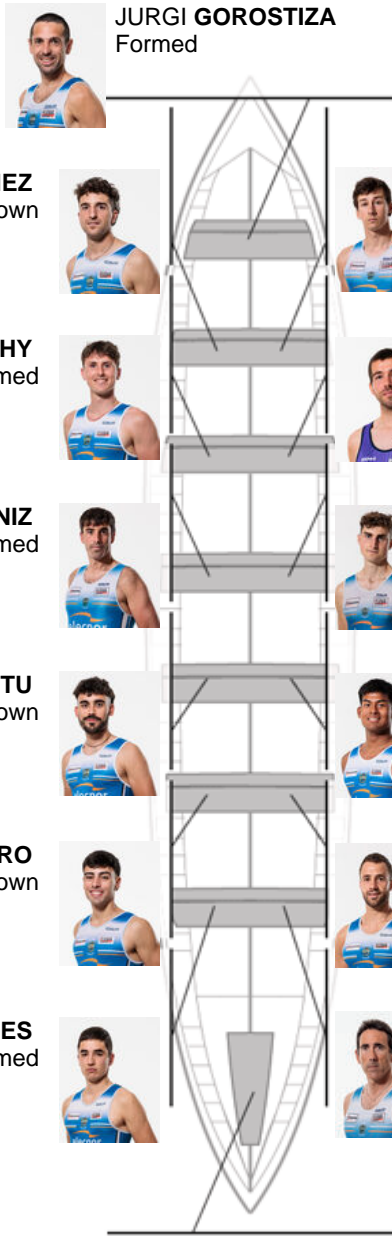 JURGI GOROSTIZA
Formed
EZ
own
HY
med
NIZ
med
TU
own
RO
own
ES
med